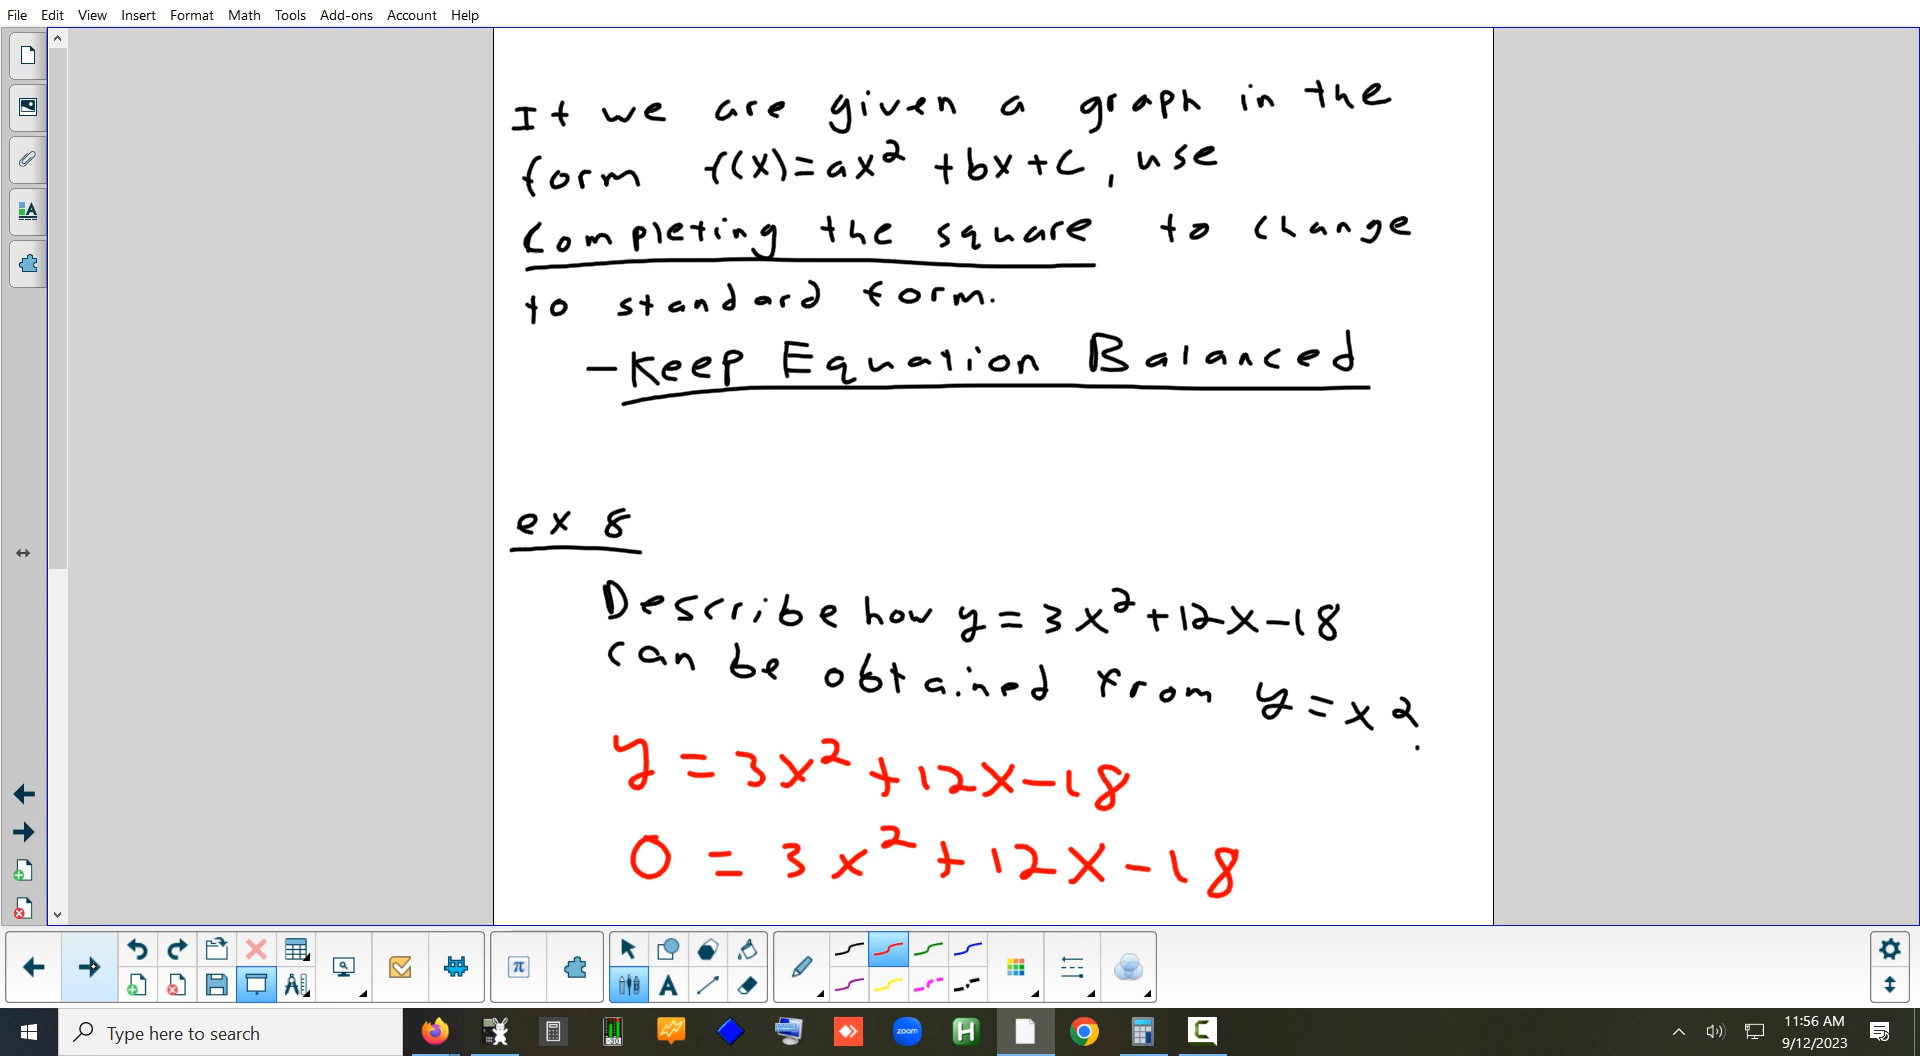 File Edit View Insert Format Math Tools Add-ons Account Help
If we are given a graph in the
form f(x)=ax² +bx+c, use
completing the square to change
to standard form.
-Keep Equation Balanced
ex 8
Describe how y = 3x²+12x-18
can be obtained from y=x².
y = 3x²+12x-18
0 = 3x²+12x-18
π
A
Type here to search
zoom
H
C
11:56 AM
9/12/2023